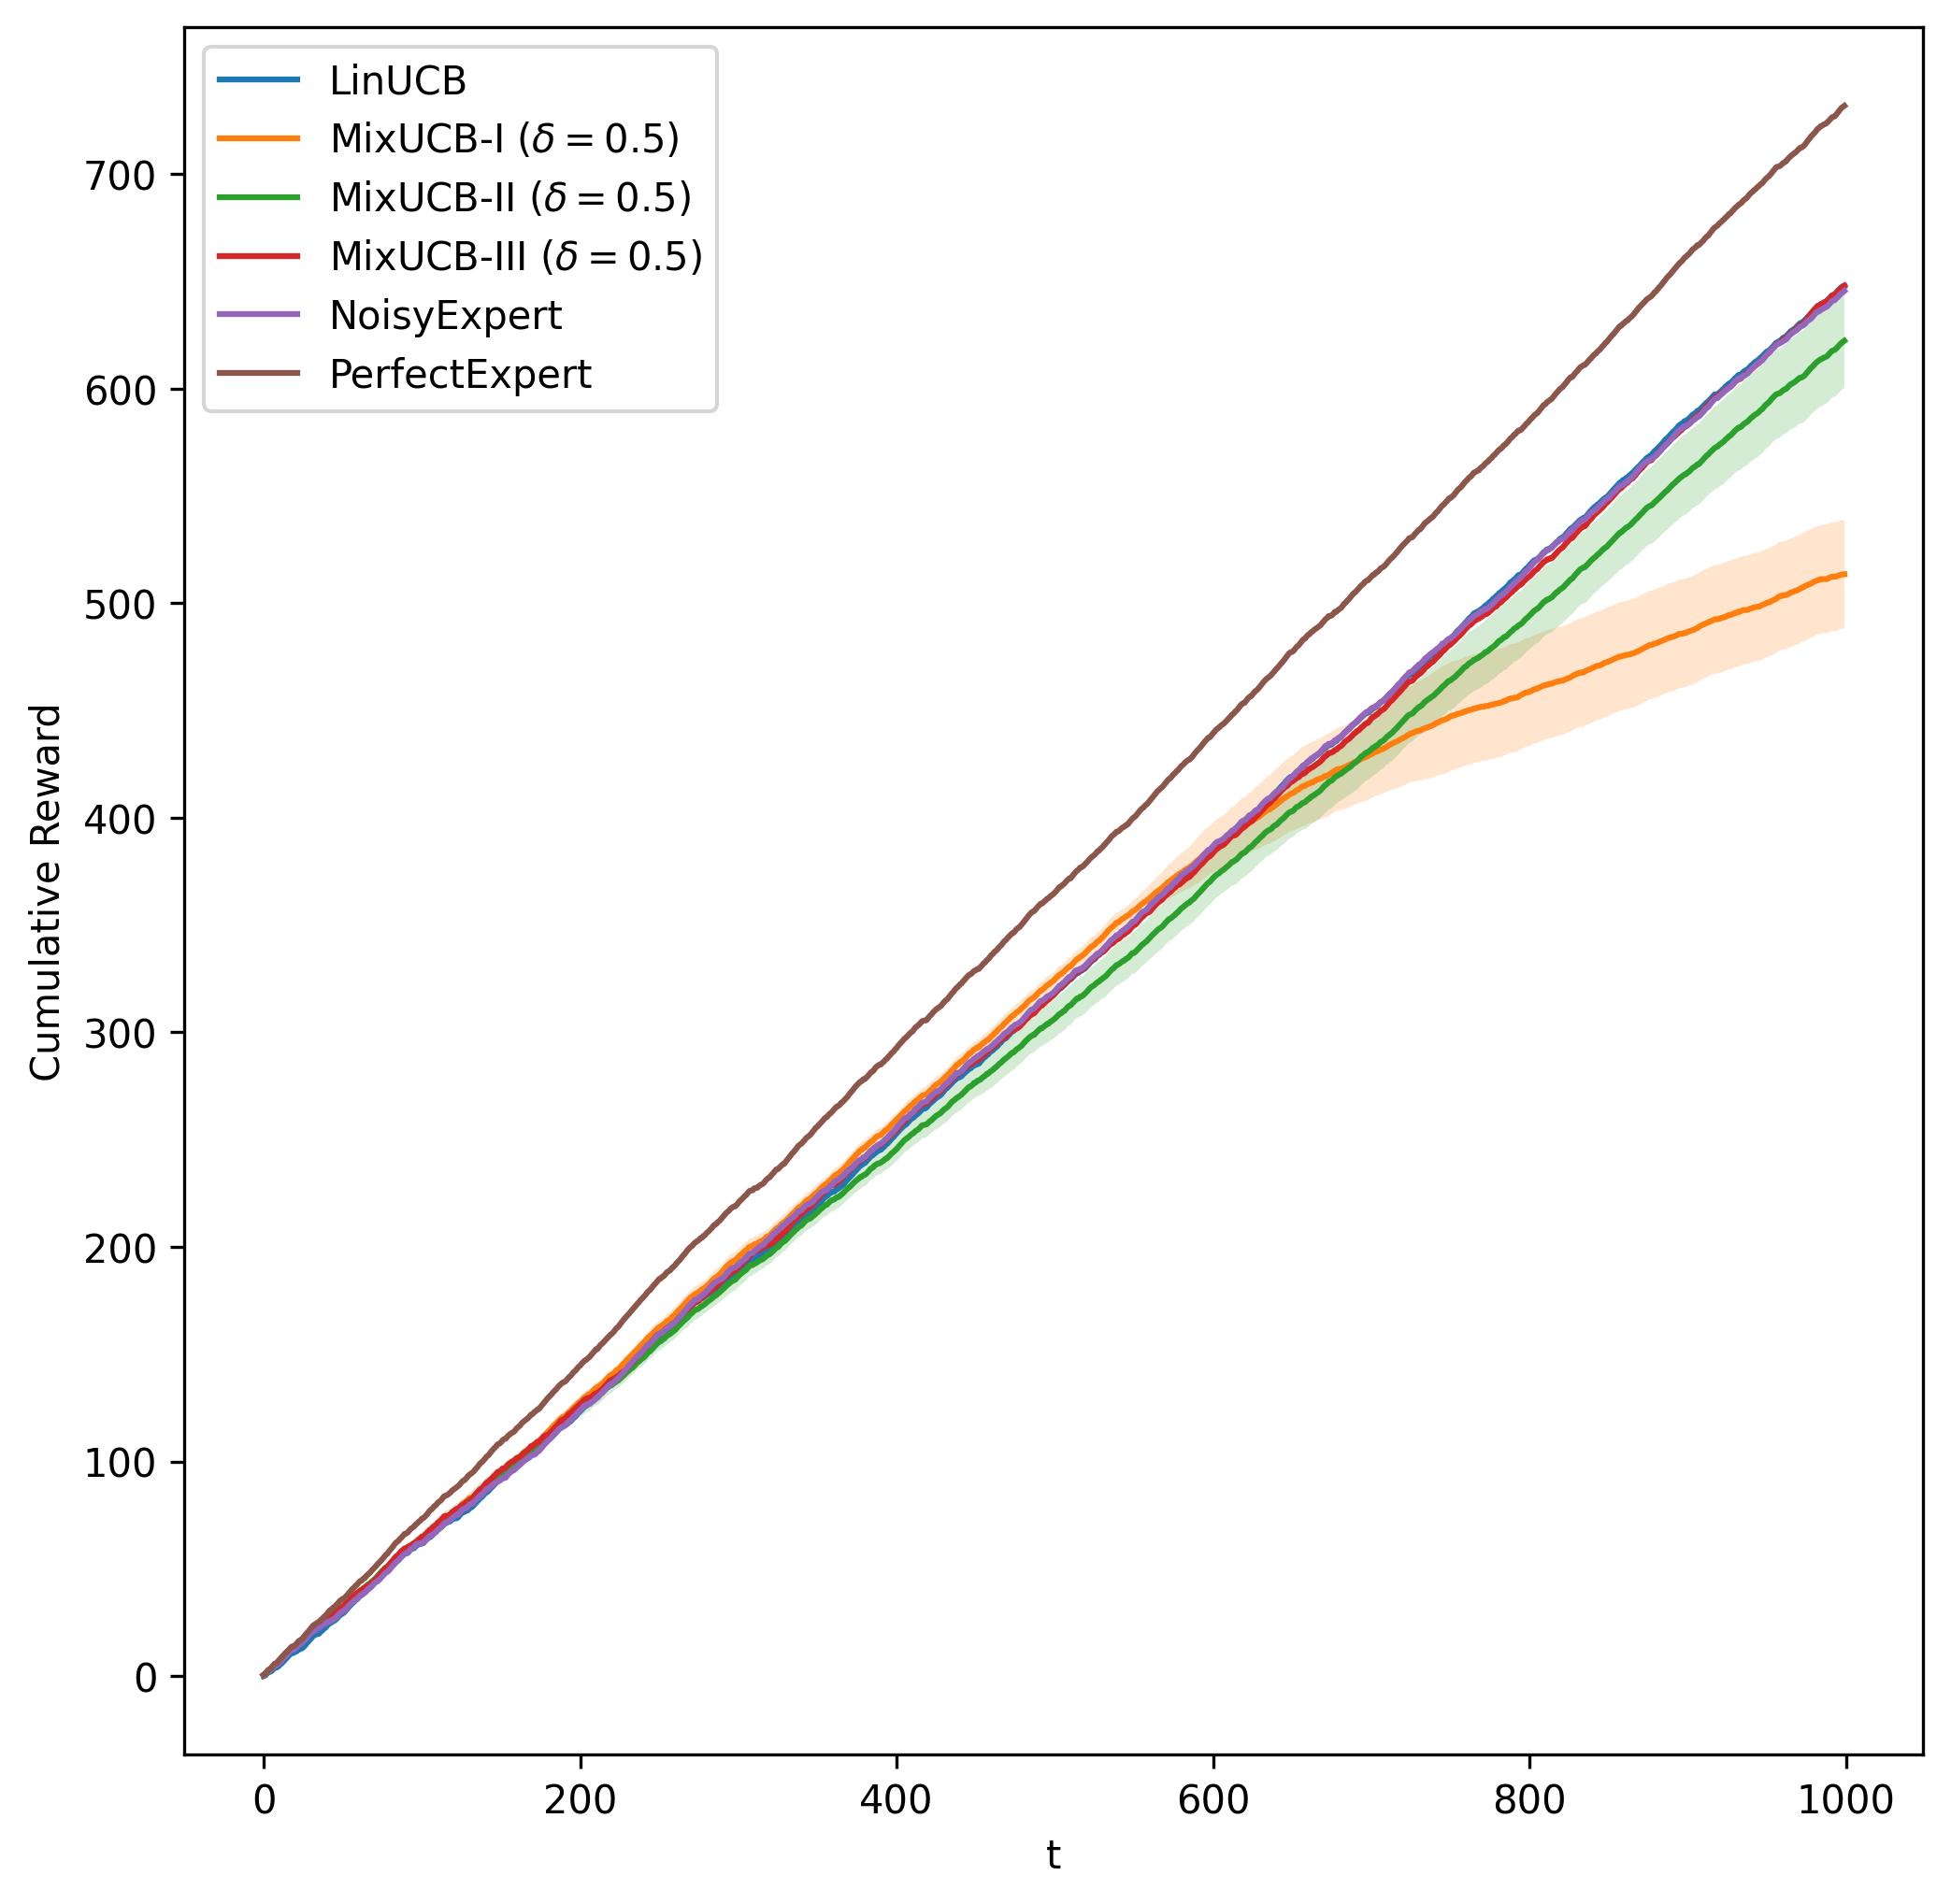 LinUCB
MixUCB-I (δ = 0.5)
MixUCB-II (δ = 0.5)
MixUCB-III (δ = 0.5)
NoisyExpert
PerfectExpert
Cumulative Reward
700
600
500
400
300
200
100
0
0 200 400 600 800 1000
t